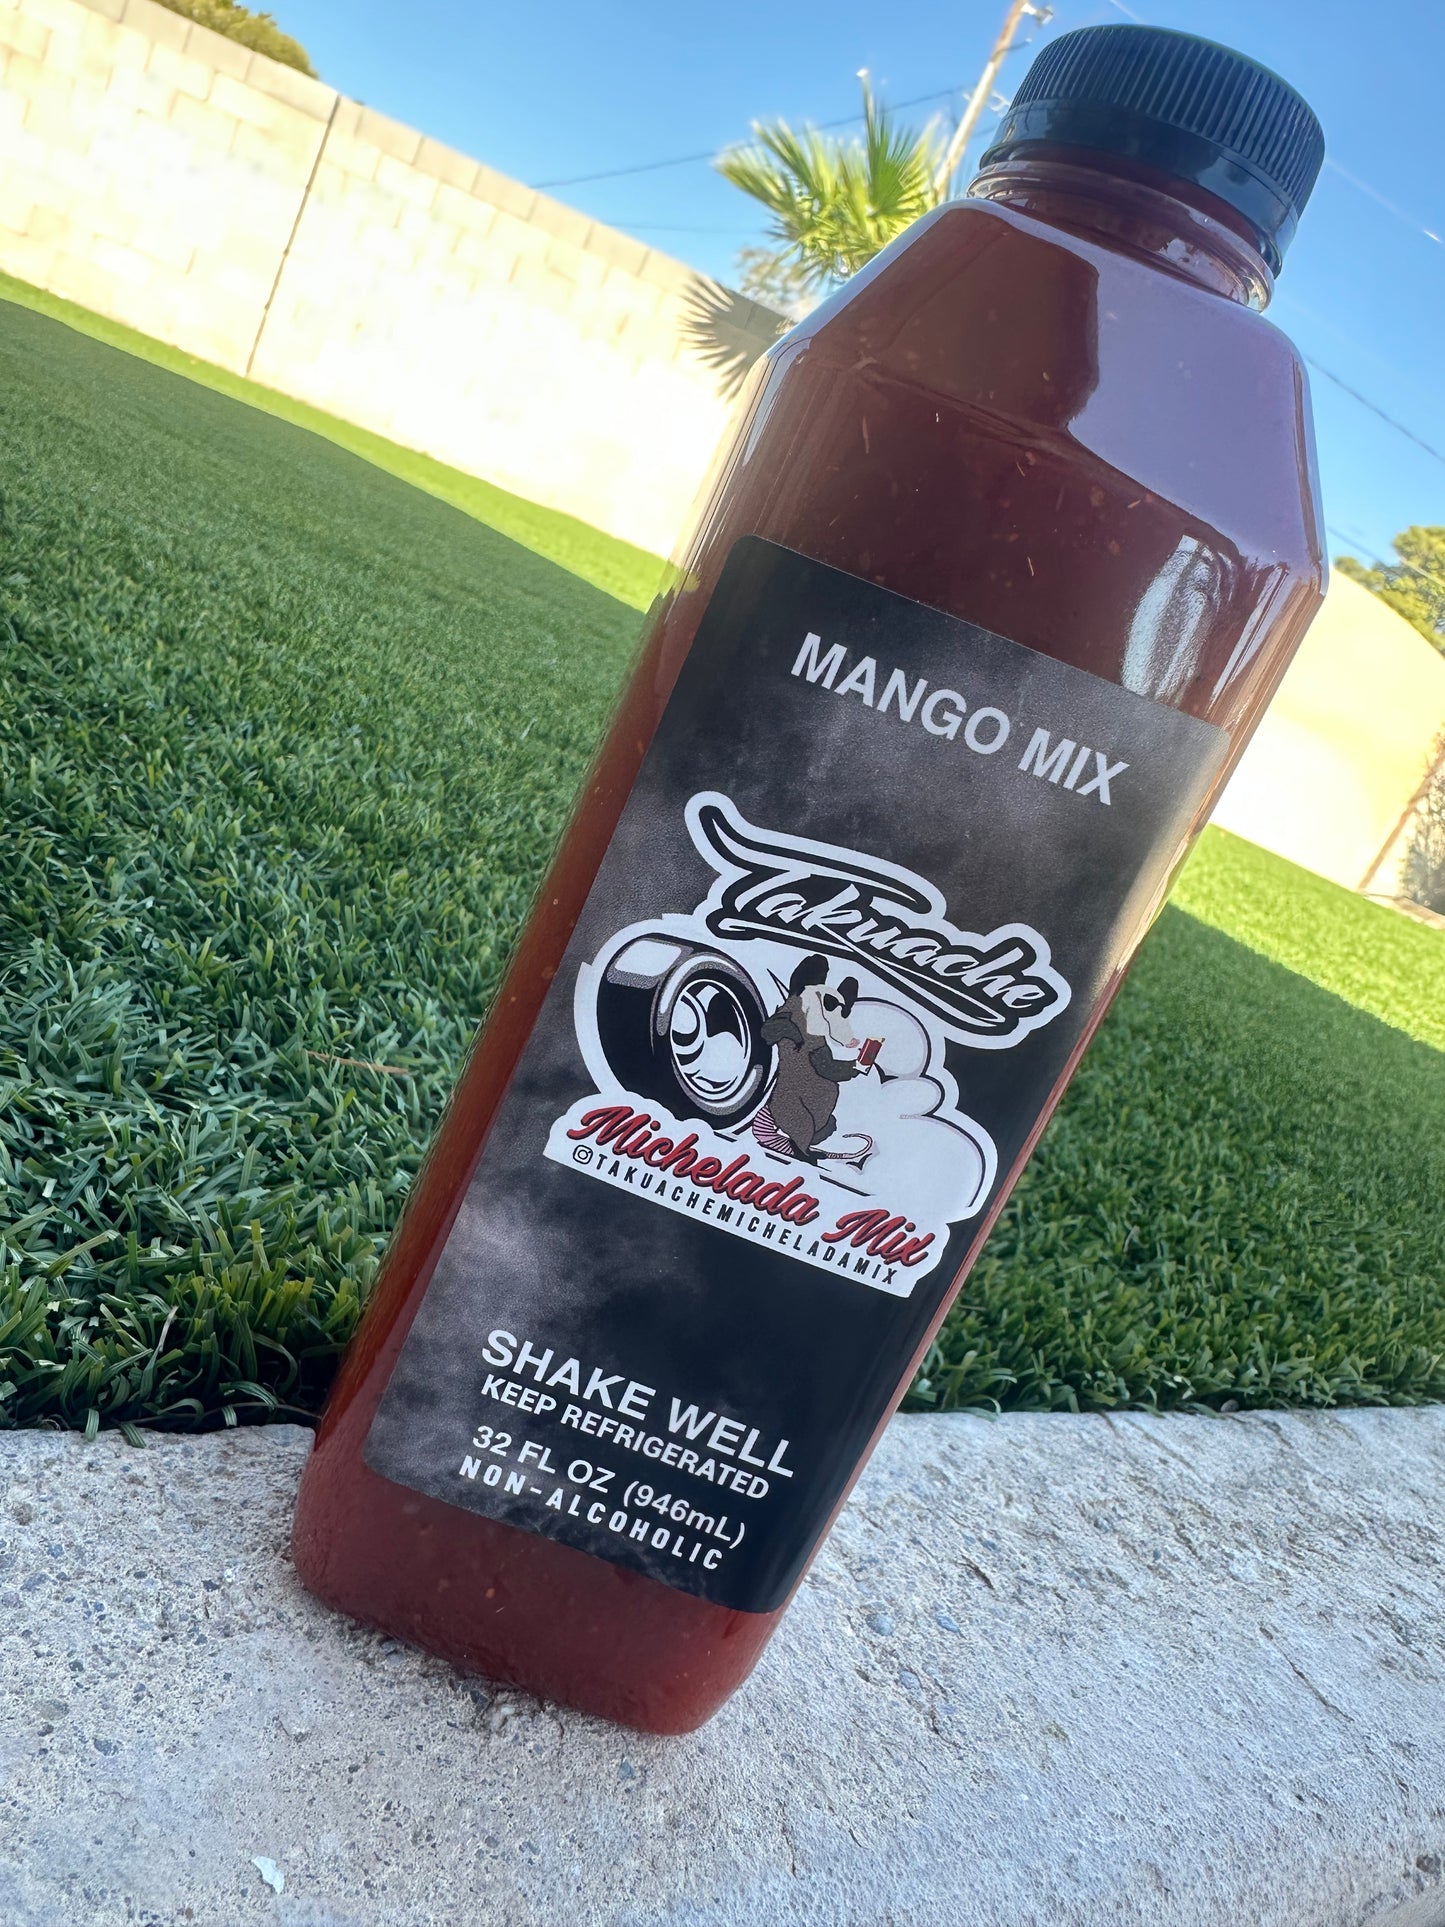 MANGO MIX
Takuache
Michelada Mix
@TAKUACHEMICHELADAMIX
SHAKE WELL
KEEP REFRIGERATED
32 FL OZ (946mL)
NON-ALCOHOLIC